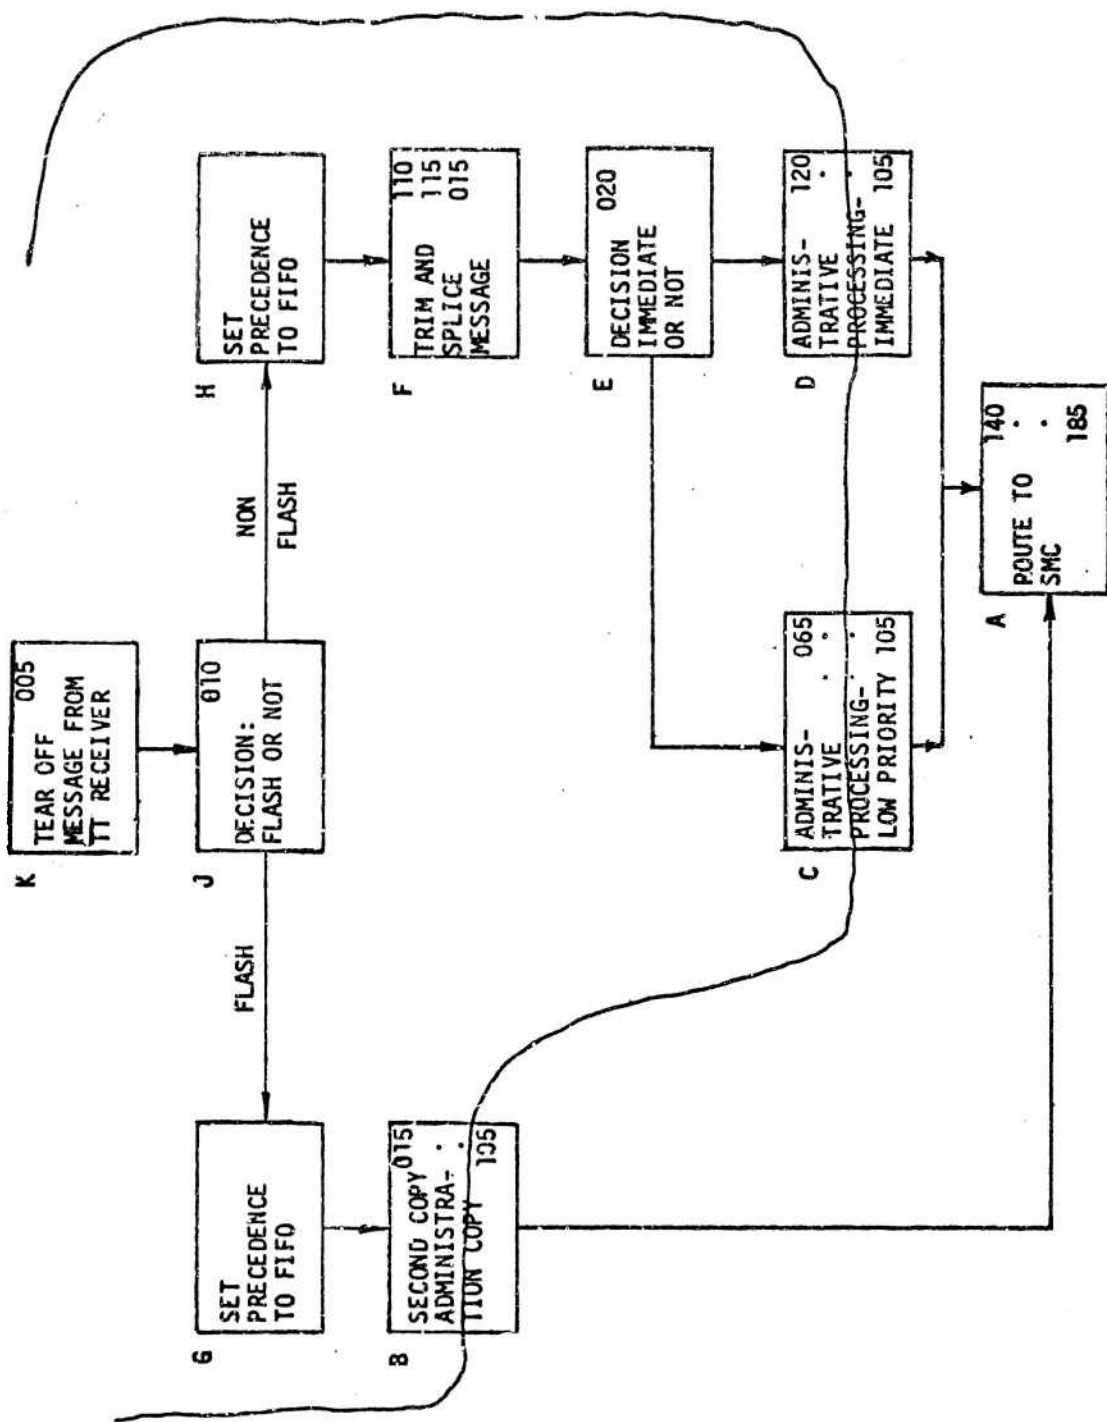 K
TEAR OFF 005
MESSAGE FROM
TT RECEIVER
J
010
DECISION:
FLASH OR NOT
FLASH
NON
FLASH
G
SET
PRECEDENCE
TO FIFO
H
SET
PRECEDENCE
TO FIFO
B
SECOND COPY 015
ADMINISTRA- .
TION COPY .
105
F
110
TRIM AND 115
SPLICE 015
MESSAGE
E
020
DECISION
IMMEDIATE
OR NOT
C
ADMINIS- 065
TRATIVE . .
PROCESSING- . .
LOW PRIORITY 105
D
ADMINIS- 120
TRATIVE .
PROCESSING- .
IMMEDIATE 105
A
140
ROUTE TO .
SMC .
185